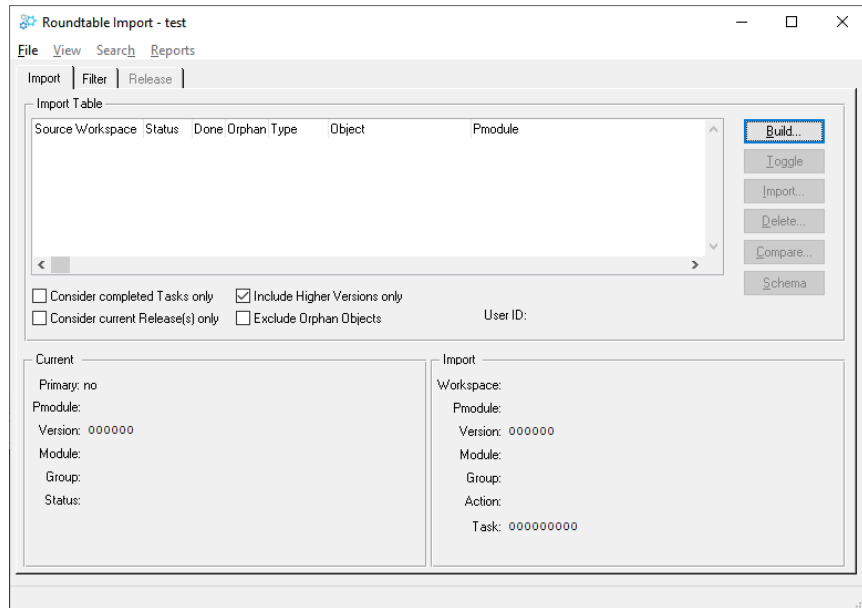 Roundtable Import - test
File View Search Reports
Import Filter Release
Import Table
Source Workspace Status Done Orphan Type Object Pmodule
Build...
Toggle
Import...
Delete...
Compare...
Schema
Consider completed Tasks only Include Higher Versions only
Consider current Release(s) only Exclude Orphan Objects User ID:
Current
Primary: no
Pmodule:
Version: 000000
Module:
Group:
Status:
Import
Workspace:
Pmodule:
Version: 000000
Module:
Group:
Action:
Task: 000000000